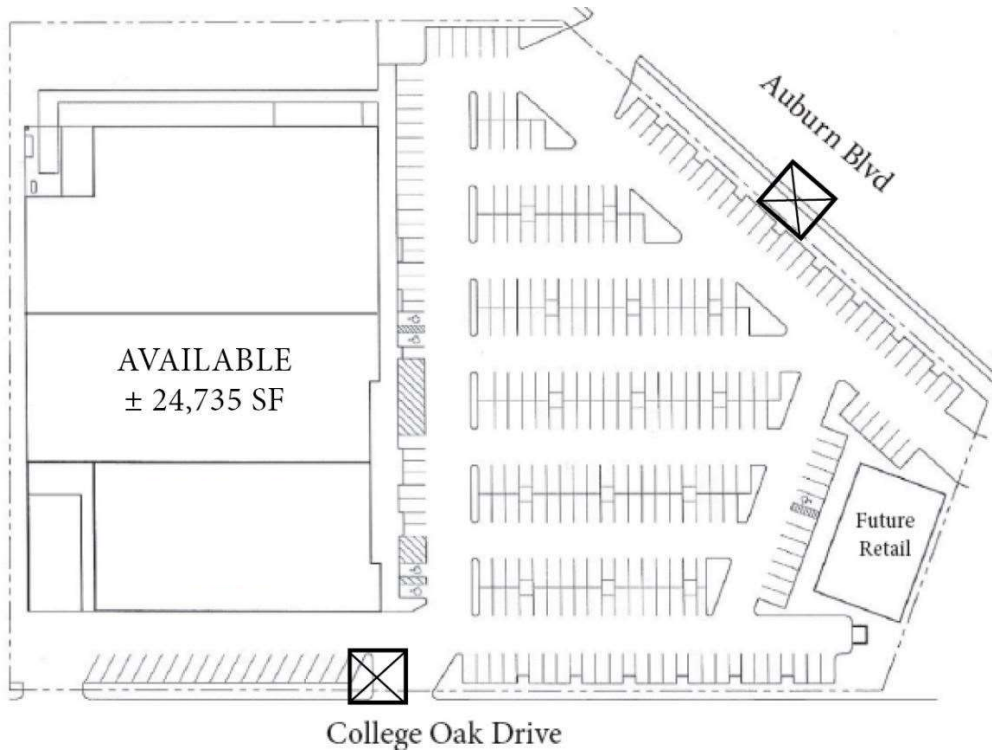 Auburn Blvd
AVAILABLE
± 24,735 SF
Future
Retail
College Oak Drive